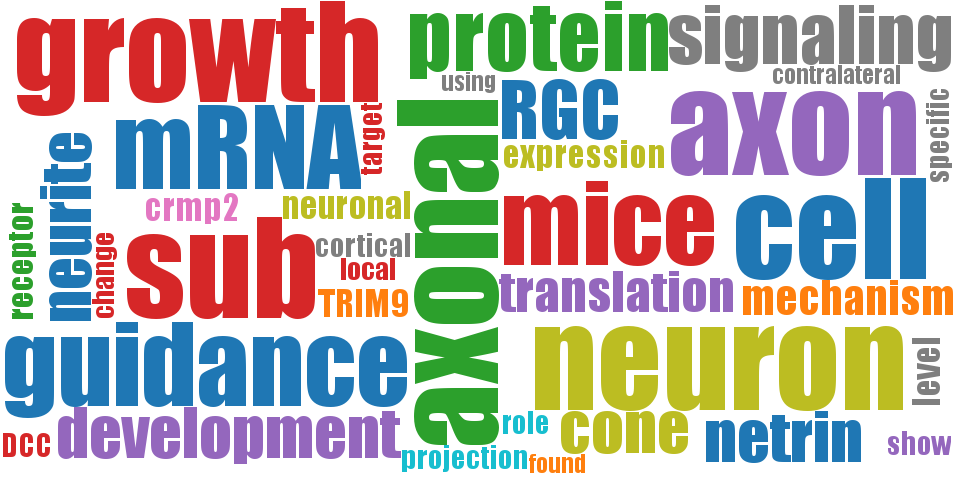 growth
protein
signaling
using
contralateral
mRNA
target
RGC
axon
specific
expression
neurite
crmp2
neuronal
axonal
mice
cell
receptor
change
sub
cortical
local
TRIM9
translation
mechanism
guidance
neuron
level
DCC
development
role
cone
netrin
show
projection
found